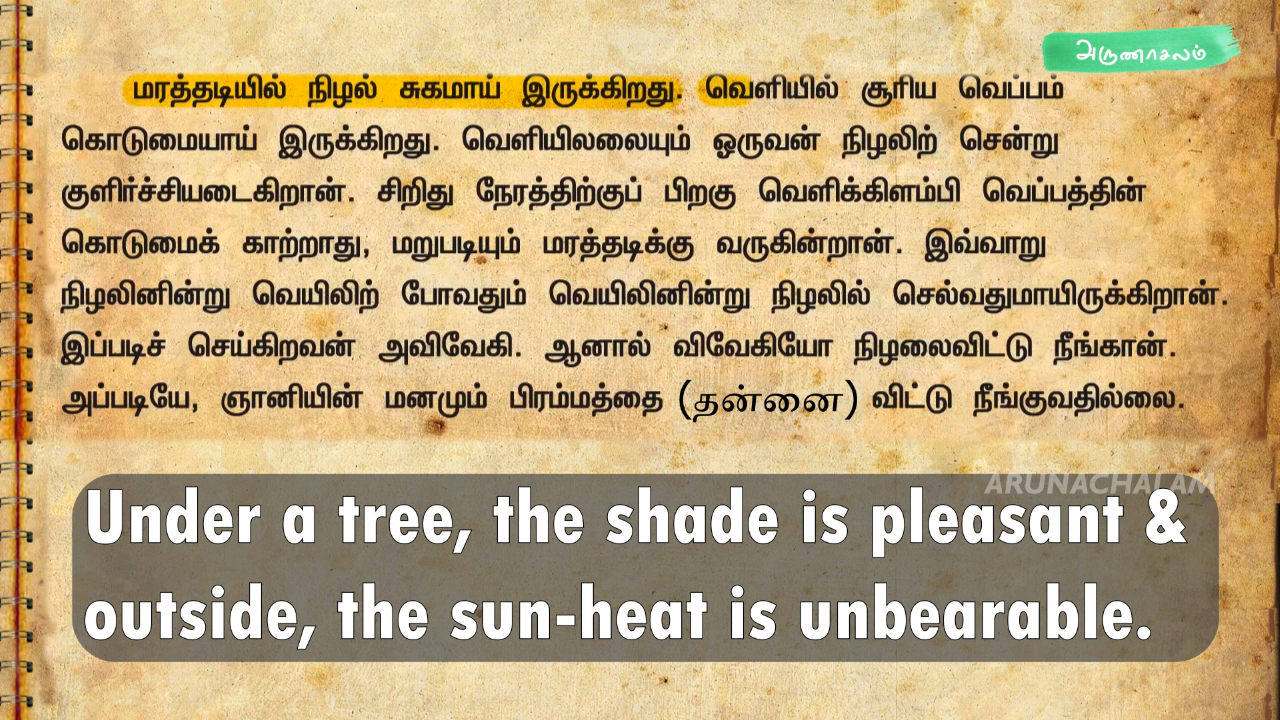 அருணாசலம்
மரத்தடியில் நிழல் சுகமாய் இருக்கிறது. வெளியில் சூரிய வெப்பம்
கொடுமையாய் இருக்கிறது. வெளியிலலையும் ஒருவன் நிழலிற் சென்று
குளிர்ச்சியடைகிறான். சிறிது நேரத்திற்குப் பிறகு வெளிக்கிளம்பி வெப்பத்தின்
கொடுமைக் காற்றாது, மறுபடியும் மரத்தடிக்கு வருகின்றான். இவ்வாறு
நிழலினின்று வெயிலிற் போவதும் வெயிலினின்று நிழலில் செல்வதுமாயிருக்கிறான்.
இப்படிச் செய்கிறவன் அவிவேகி. ஆனால் விவேகியோ நிழலைவிட்டு நீங்கான்.
அப்படியே, ஞானியின் மனமும் பிரம்மத்தை (தன்னை) விட்டு நீங்குவதில்லை.
ARUNACHALAM
Under a tree, the shade is pleasant &
outside, the sun-heat is unbearable.